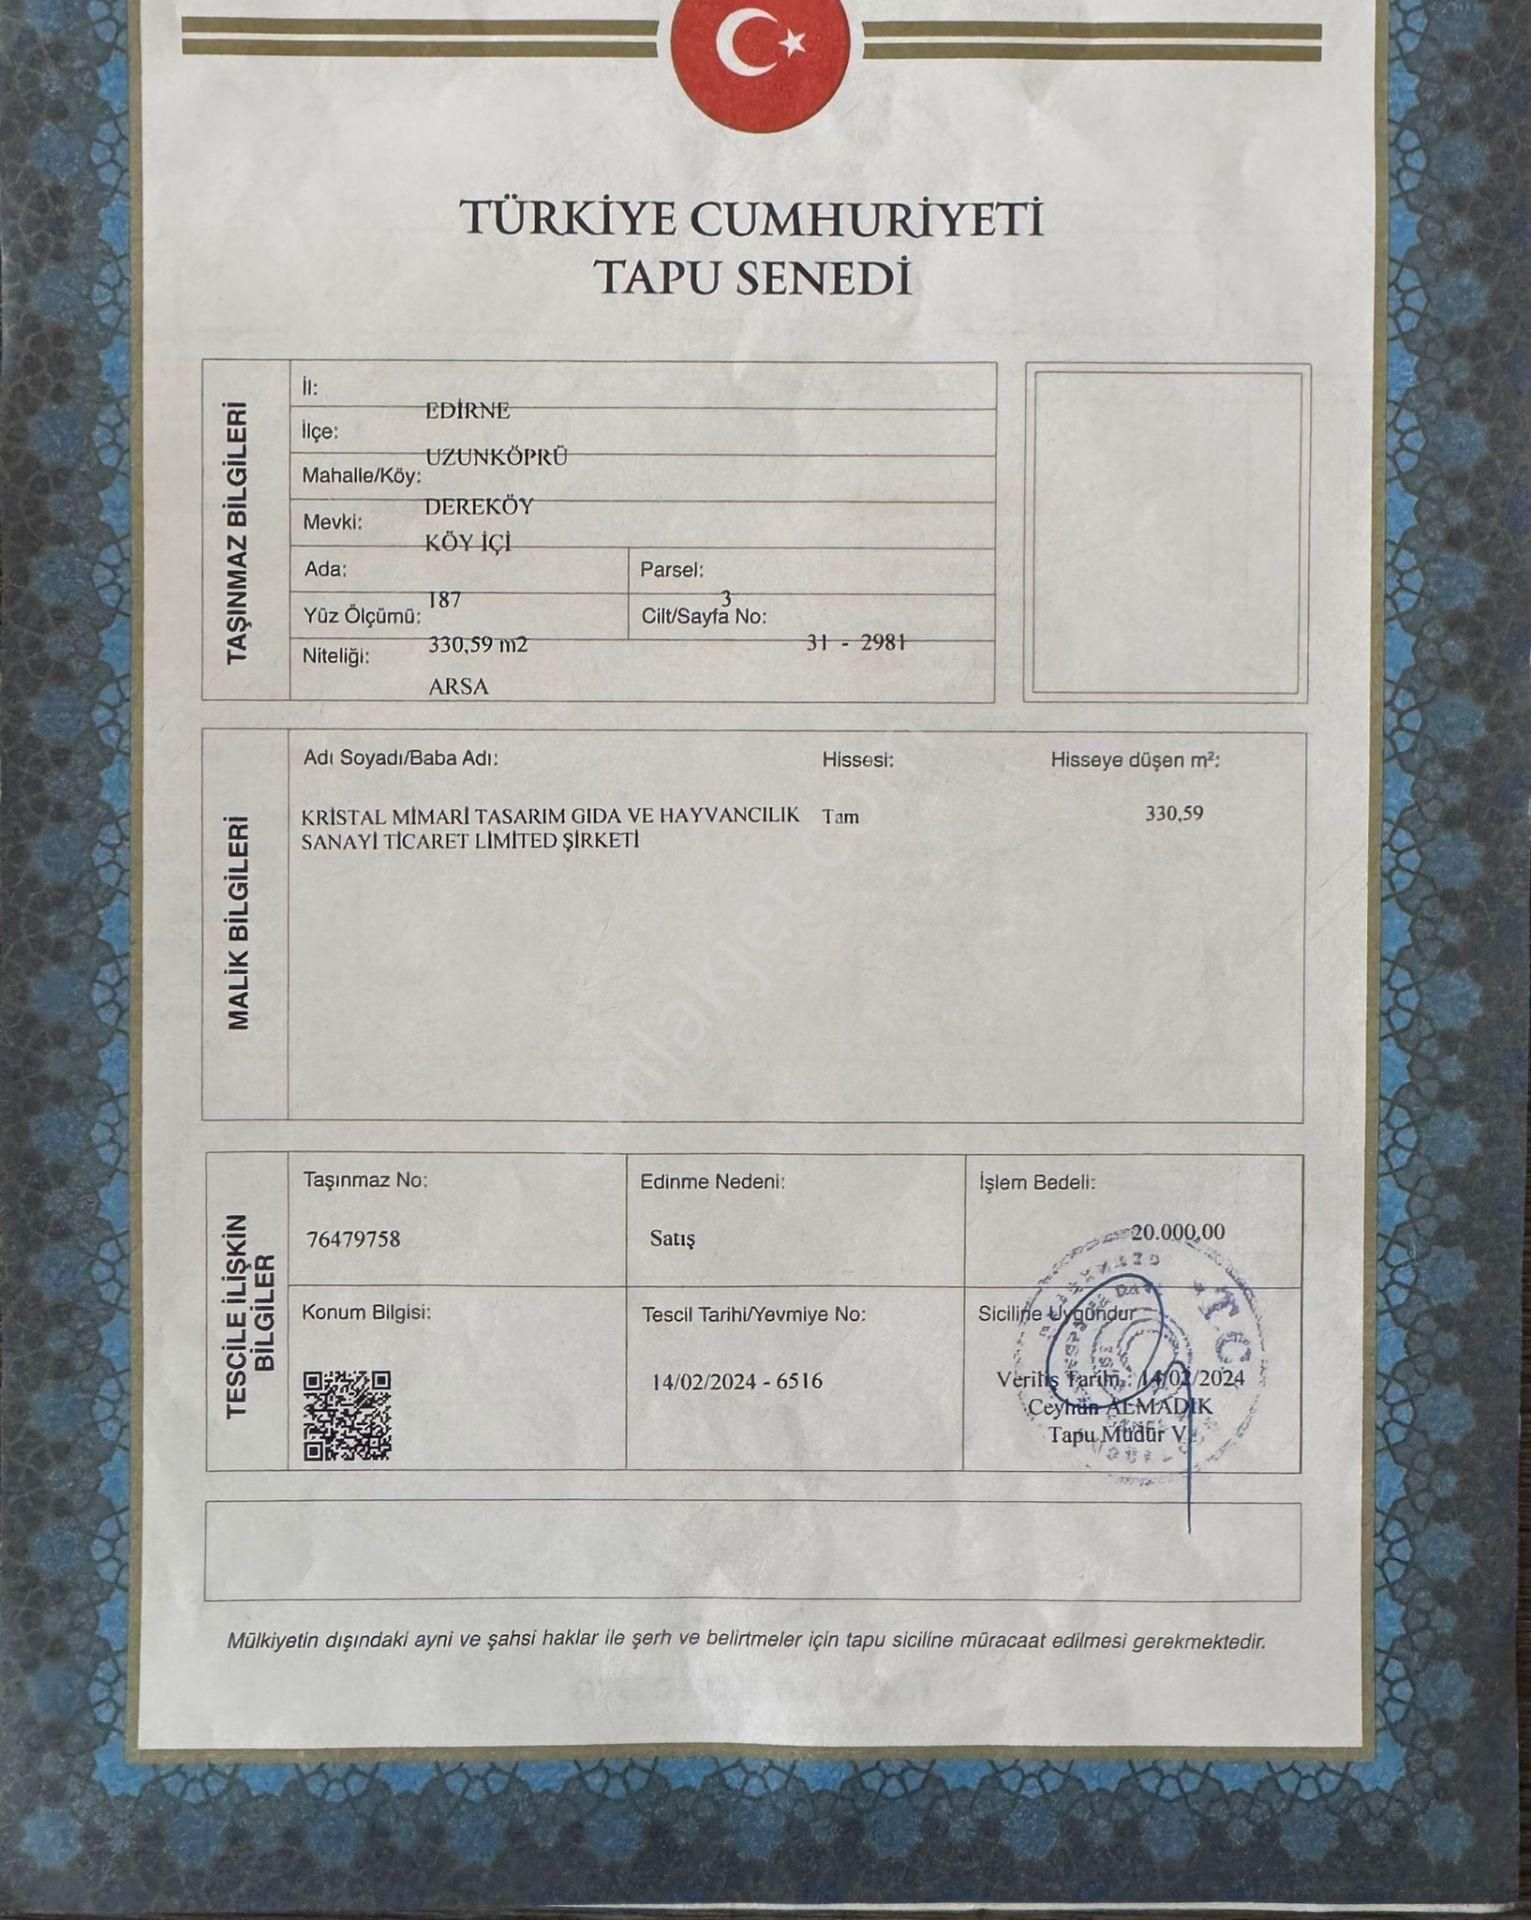 TÜRKİYE CUMHURİYETİ
TAPU SENEDİ
TAŞINMAZ BİLGİLERİ
İl:
EDİRNE
İlçe:
UZUNKÖPRÜ
Mahalle/Köy:
DEREKÖY
Mevki:
KÖY İÇİ
Ada:
187
Parsel:
3
Yüz Ölçümü:
330,59 m2
Cilt/Sayfa No:
31 - 2981
Niteliği:
ARSA
MALİK BİLGİLERİ
Adı Soyadı/Baba Adı: Hissesi: Hisseye düşen m²:
KRİSTAL MİMARİ TASARIM GIDA VE HAYVANCILIK Tam 330,59
SANAYİ TİCARET LİMİTED ŞİRKETİ
emlakjet.com
TESCİLE İLİŞKİN
BİLGİLER
Taşınmaz No: Edinme Nedeni: İşlem Bedeli:
76479758 Satış 20.000,00
Konum Bilgisi: Tescil Tarihi/Yevmiye No: Siciline Uygundur
14/02/2024 - 6516
Veriliş Tarihi: 14/02/2024
Ceyhun ALMADIK
Tapu Müdür V.
T.C.
Mülkiyetin dışındaki ayni ve şahsi haklar ile şerh ve belirtmeler için tapu siciline müracaat edilmesi gerekmektedir.